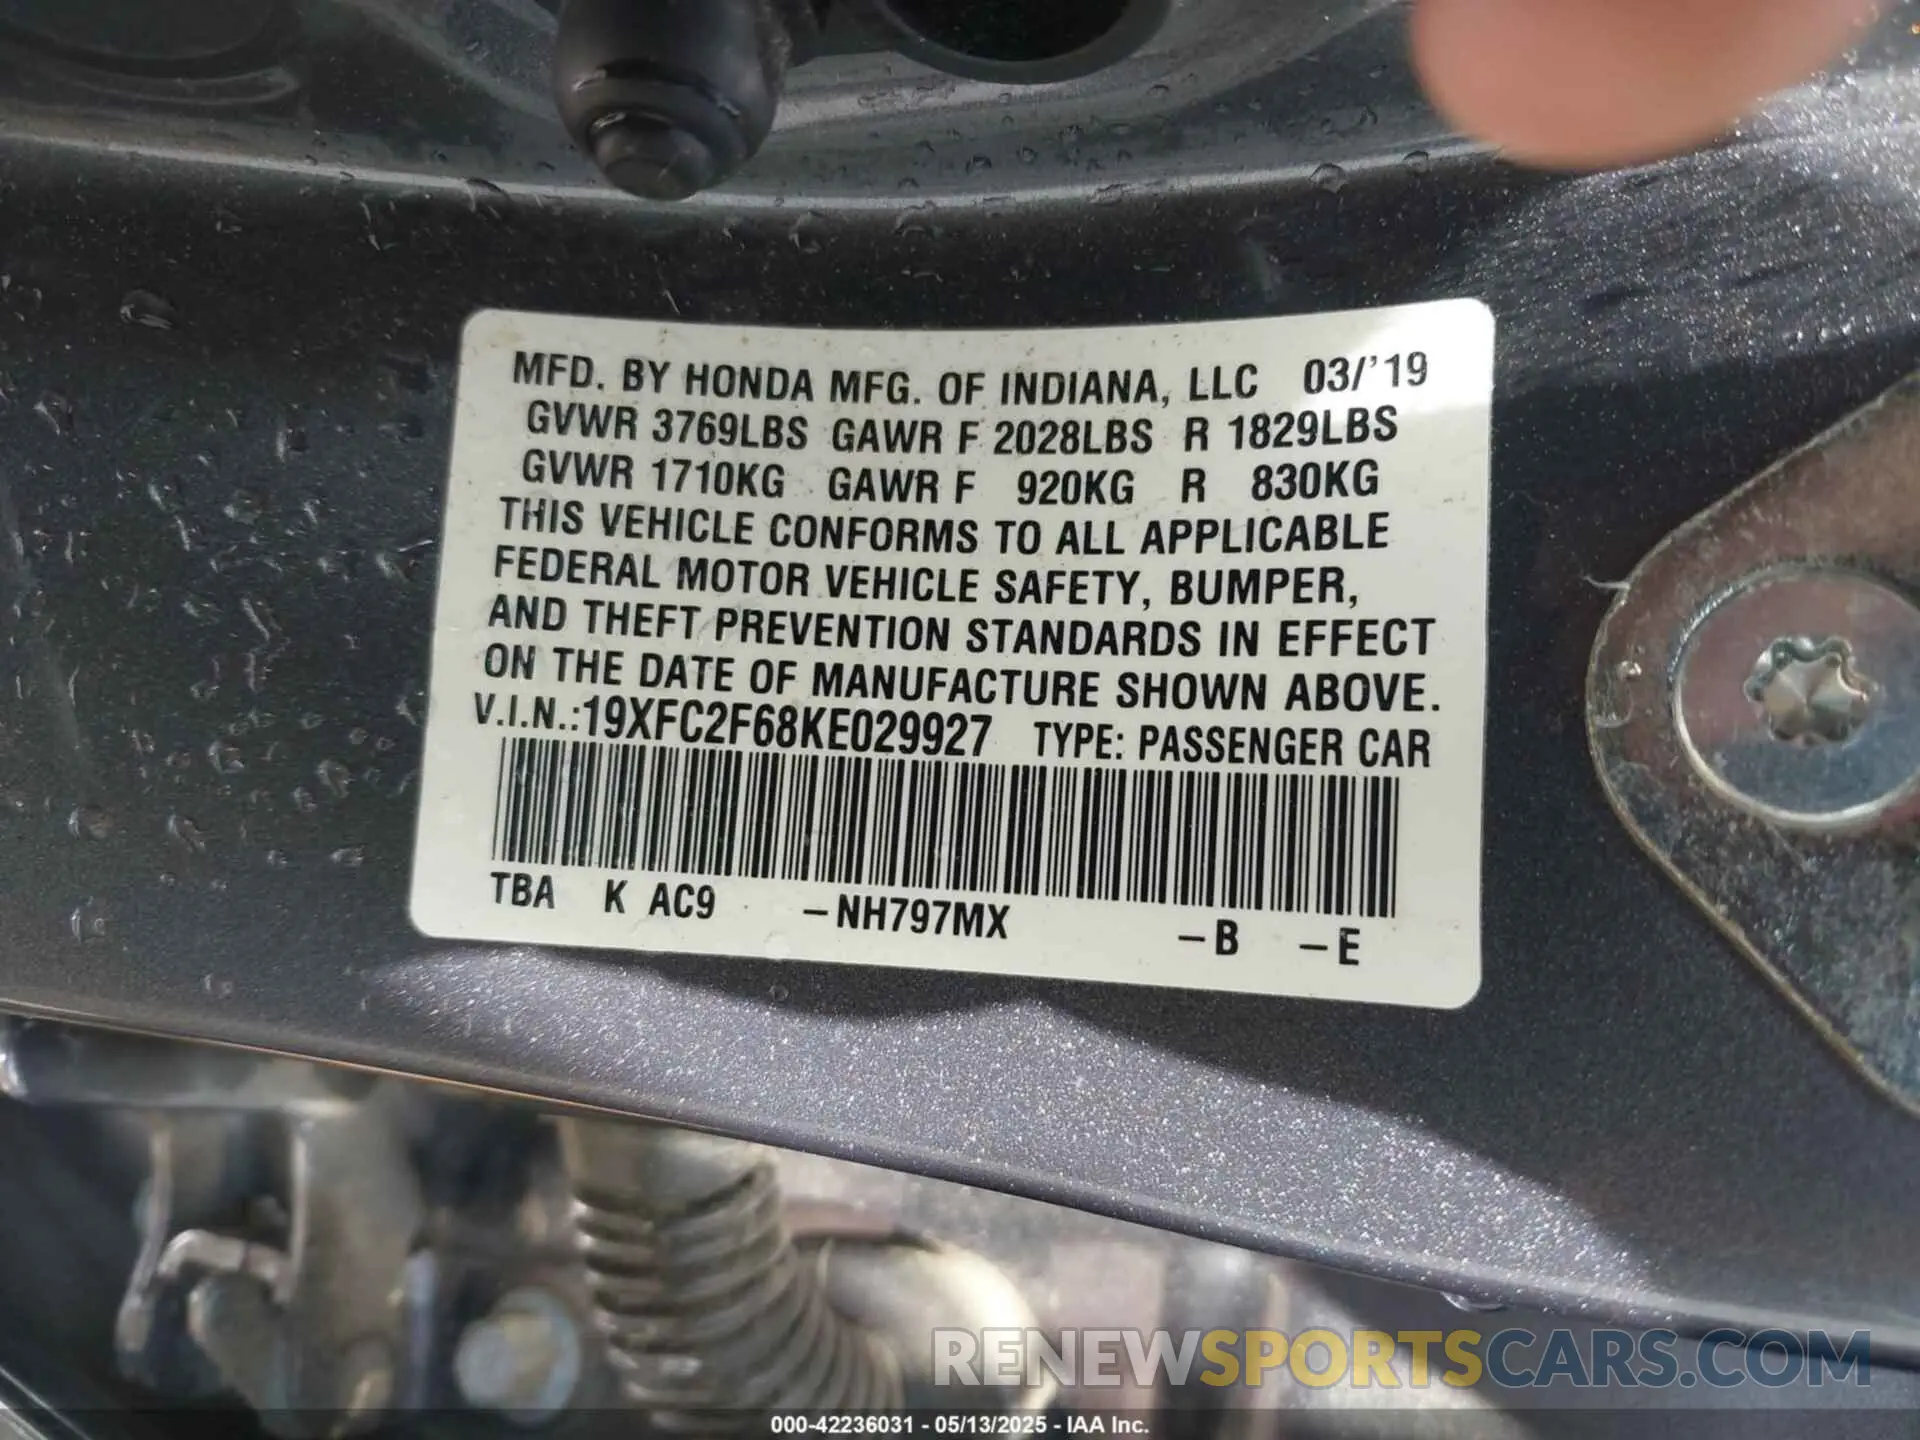 MFD. BY HONDA MFG. OF INDIANA, LLC 03/'19
GVWR 3769LBS GAWR F 2028LBS R 1829LBS
GVWR 1710KG GAWR F 920KG R 830KG
THIS VEHICLE CONFORMS TO ALL APPLICABLE
FEDERAL MOTOR VEHICLE SAFETY, BUMPER,
AND THEFT PREVENTION STANDARDS IN EFFECT
ON THE DATE OF MANUFACTURE SHOWN ABOVE.
V.I.N.:19XFC2F68KE029927 TYPE: PASSENGER CAR
TBA K AC9 –NH797MX –B –E
RENEWSPORTSCARS.COM
000-42236031 - 05/13/2025 - IAA Inc.